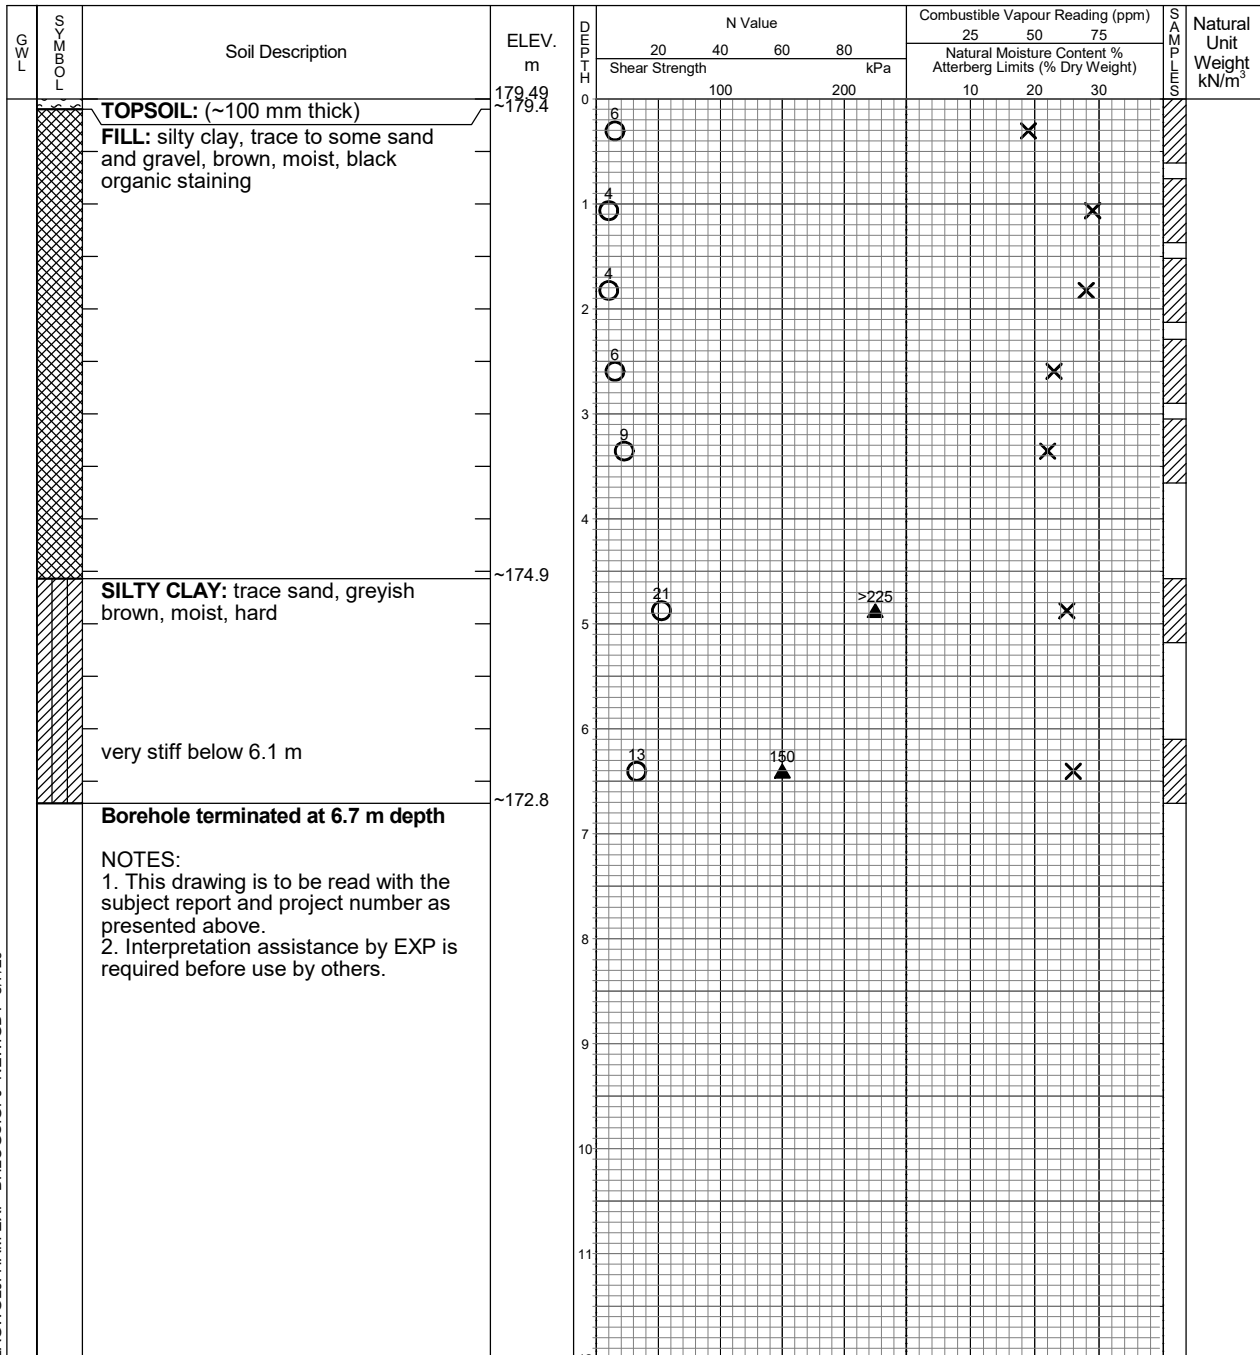 GWL
SYMBOL
Soil Description
ELEV.
m
DEPTH
N Value
20 40 60 80
Shear Strength kPa
100 200
Combustible Vapour Reading (ppm)
25 50 75
Natural Moisture Content %
Atterberg Limits (% Dry Weight)
10 20 30
SAMPLES
Natural
Unit
Weight
kN/m³
179.49
0
~179.4
TOPSOIL: (~100 mm thick)
FILL: silty clay, trace to some sand
and gravel, brown, moist, black
organic staining
6
4
1
4
2
6
3
9
4
~174.9
SILTY CLAY: trace sand, greyish
brown, moist, hard
21 >225
5
6
very stiff below 6.1 m
13 150
~172.8
Borehole terminated at 6.7 m depth
7
NOTES:
1. This drawing is to be read with the
subject report and project number as
presented above.
2. Interpretation assistance by EXP is
required before use by others.
8
9
10
11